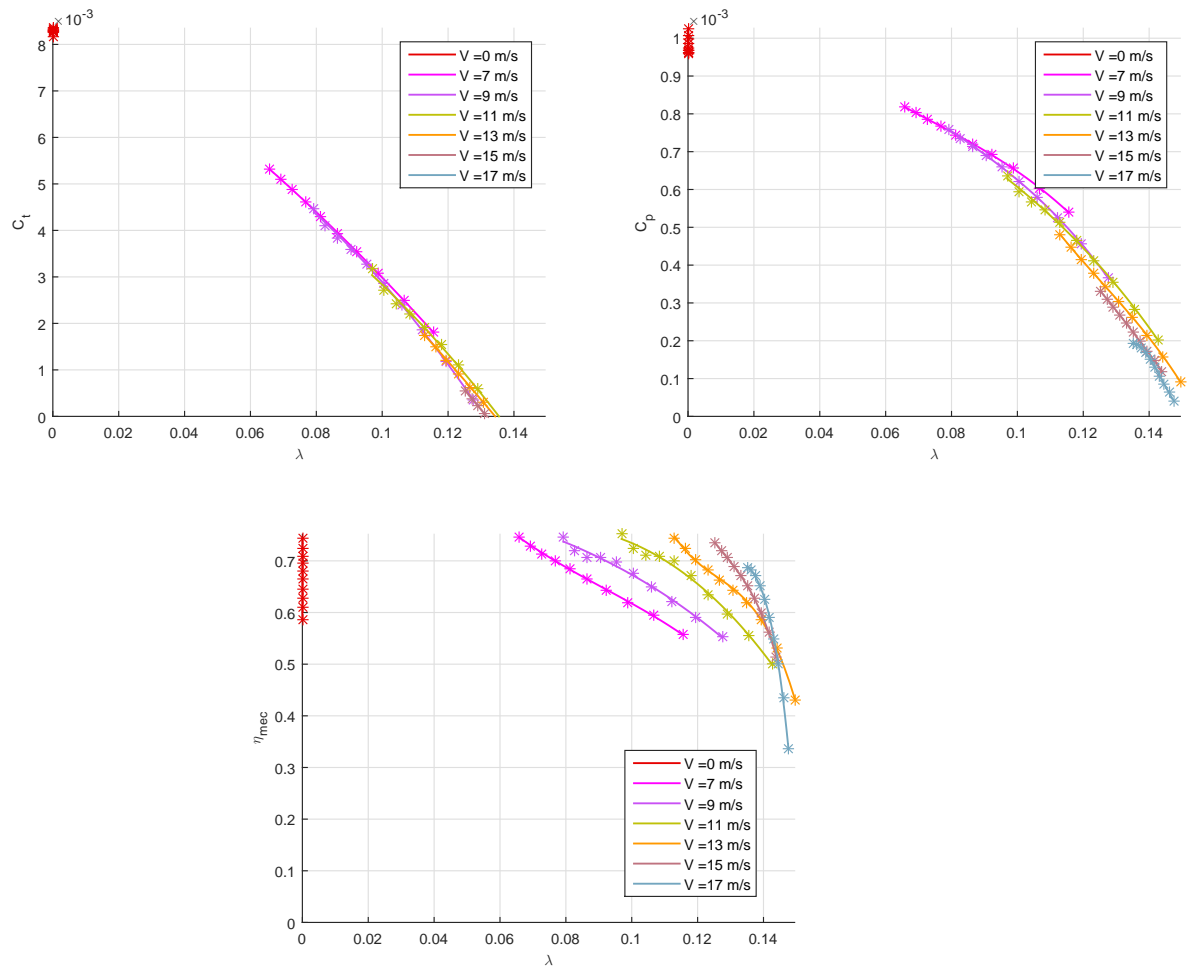 × 10⁻³
8
7
6
5
4
3
2
1
0
C_t
0 0.02 0.04 0.06 0.08 0.1 0.12 0.14
λ
V =0 m/s
V =7 m/s
V =9 m/s
V =11 m/s
V =13 m/s
V =15 m/s
V =17 m/s
× 10⁻³
1
0.9
0.8
0.7
0.6
0.5
0.4
0.3
0.2
0.1
0
C_p
0 0.02 0.04 0.06 0.08 0.1 0.12 0.14
λ
V =0 m/s
V =7 m/s
V =9 m/s
V =11 m/s
V =13 m/s
V =15 m/s
V =17 m/s
0.7
0.6
0.5
0.4
0.3
0.2
0.1
0
η_mec
0 0.02 0.04 0.06 0.08 0.1 0.12 0.14
λ
V =0 m/s
V =7 m/s
V =9 m/s
V =11 m/s
V =13 m/s
V =15 m/s
V =17 m/s